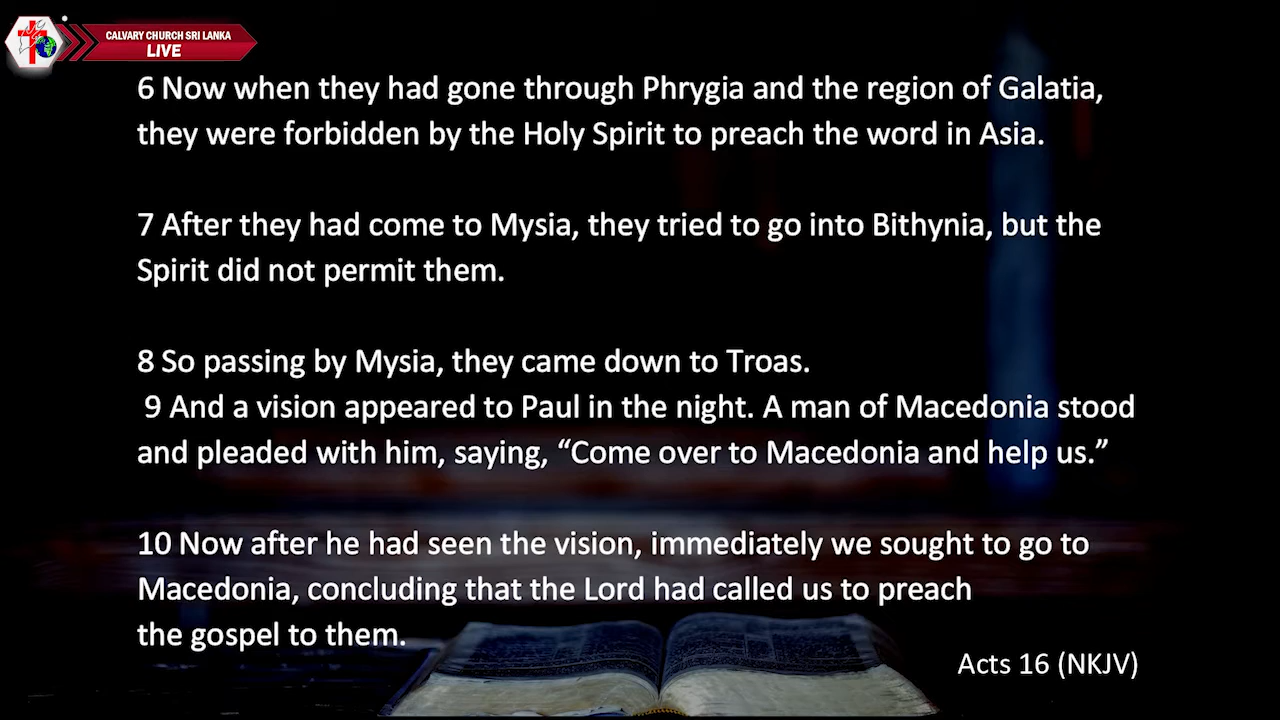 CALVARY CHURCH SRI LANKA
LIVE
6 Now when they had gone through Phrygia and the region of Galatia,
they were forbidden by the Holy Spirit to preach the word in Asia.
7 After they had come to Mysia, they tried to go into Bithynia, but the
Spirit did not permit them.
8 So passing by Mysia, they came down to Troas.
9 And a vision appeared to Paul in the night. A man of Macedonia stood
and pleaded with him, saying, “Come over to Macedonia and help us.”
10 Now after he had seen the vision, immediately we sought to go to
Macedonia, concluding that the Lord had called us to preach
the gospel to them.
Acts 16 (NKJV)